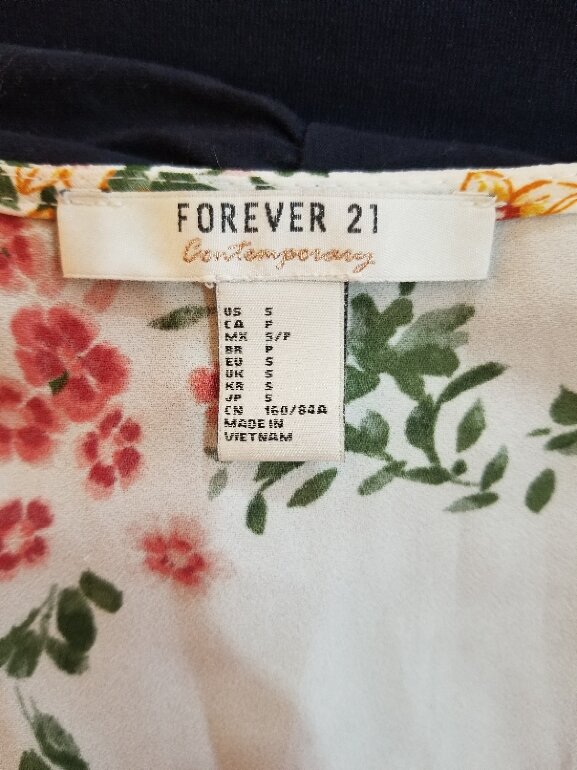 FOREVER 21
Contemporary
US S
CA P
MX S/P
BR P
EU S
UK S
KR S
JP S
CN 160/84A
MADE IN
VIETNAM